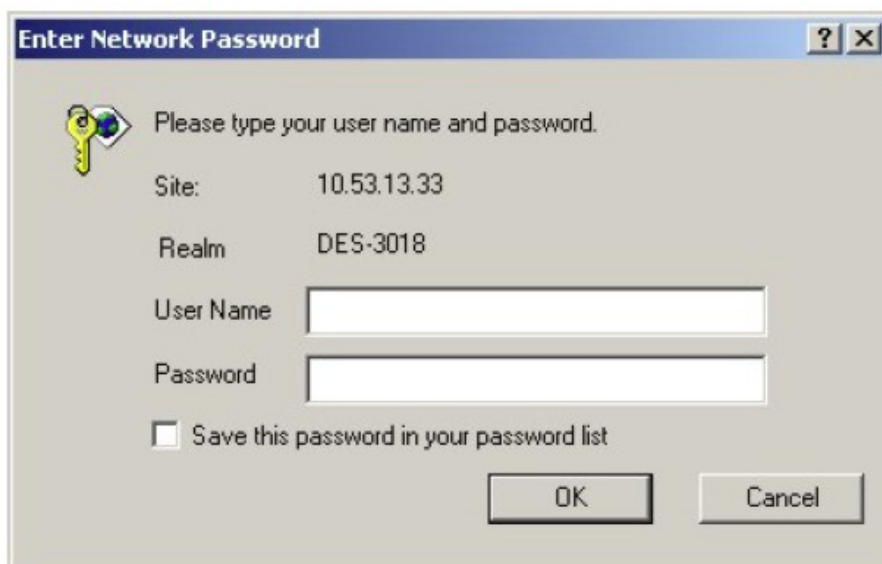 Enter Network Password
Please type your user name and password.
Site: 10.53.13.33
Realm DES-3018
User Name
Password
Save this password in your password list
OK Cancel